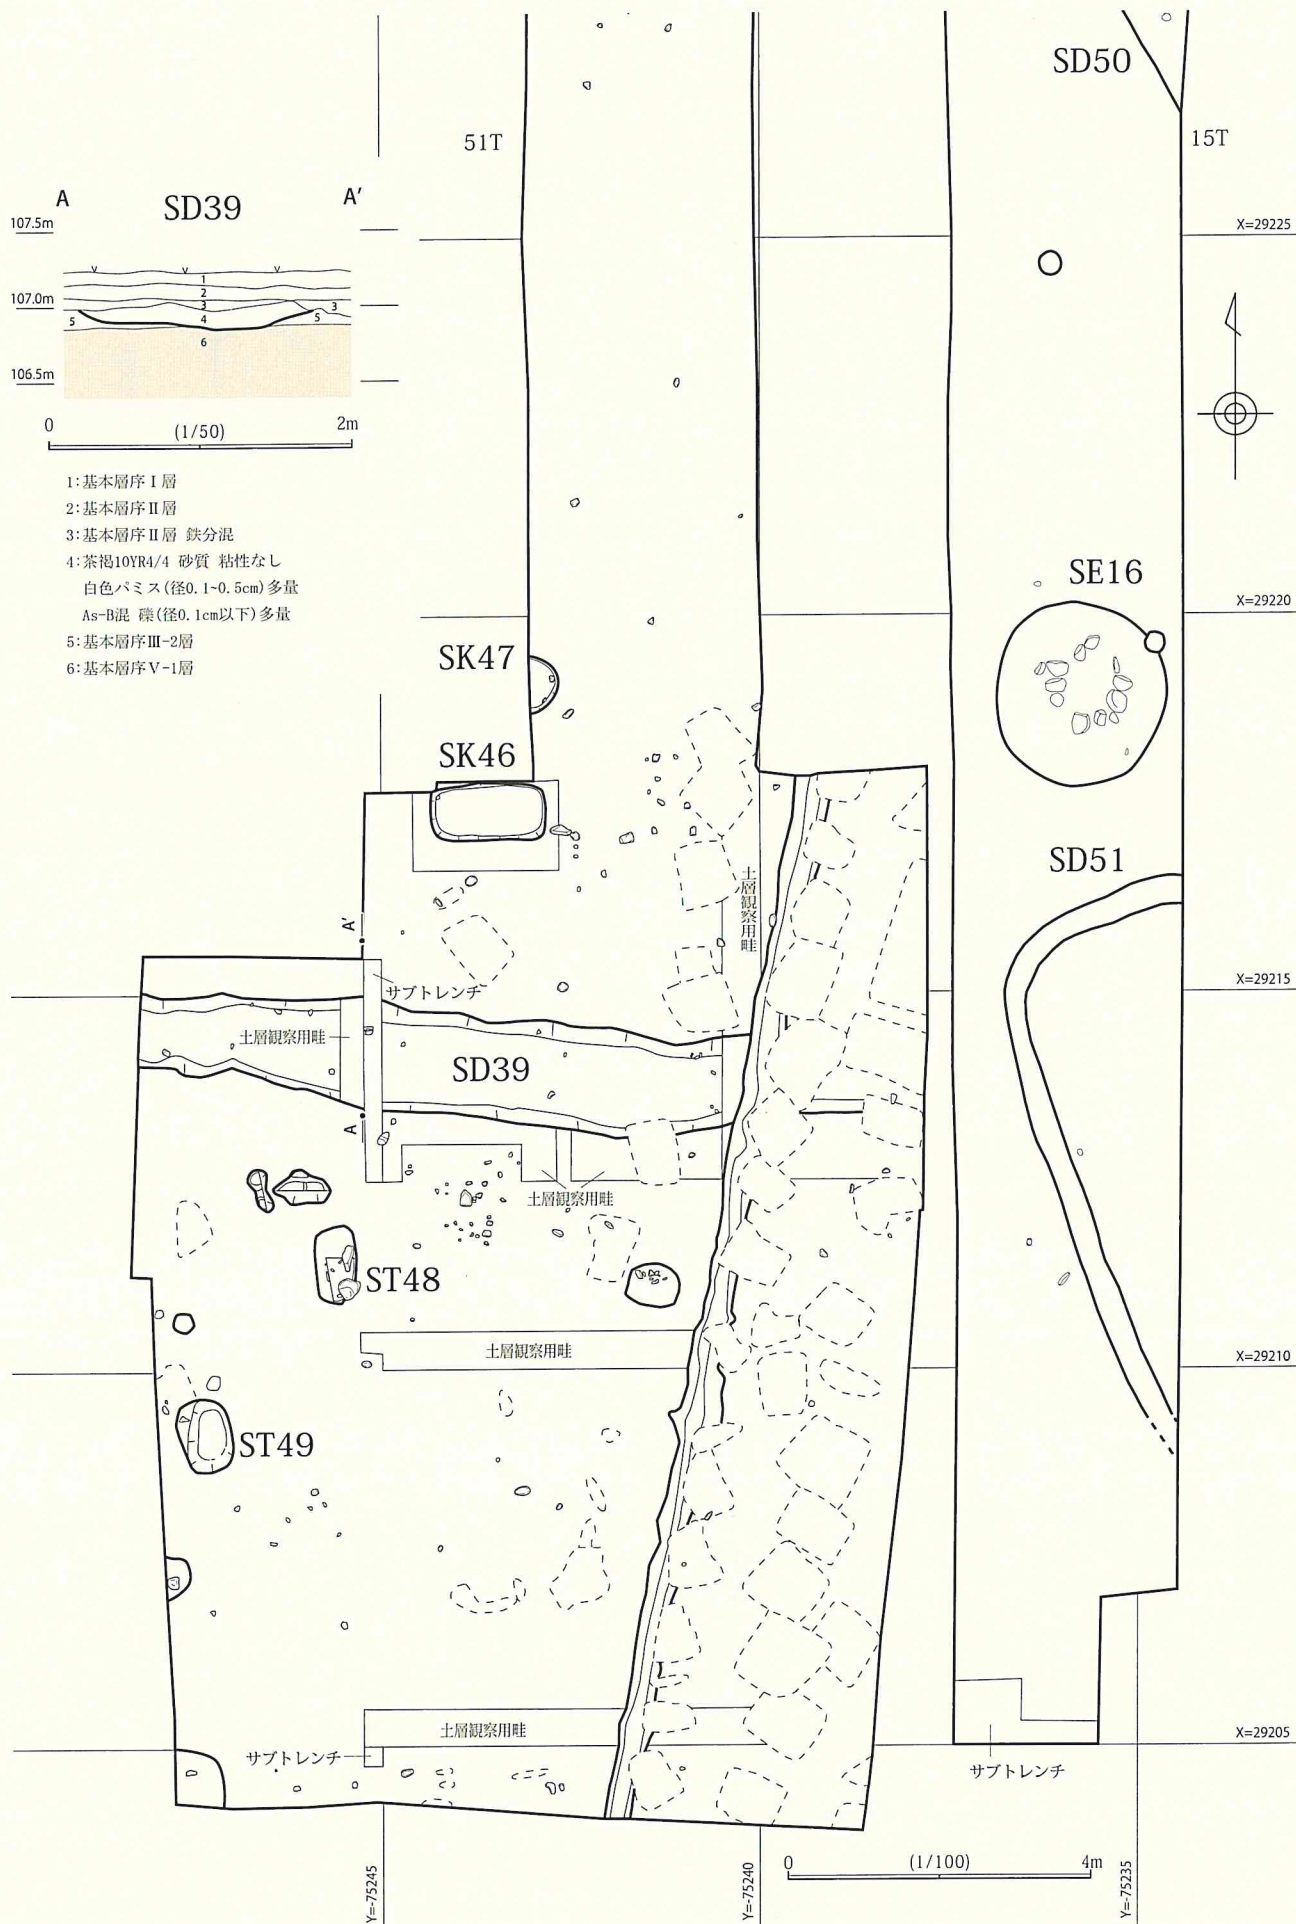 SD50
51T
15T
A
SD39
A′
107.5m
107.0m
106.5m
1
2
3
3
4
5
5
6
0
(1/50)
2m
1:基本層序Ⅰ層
2:基本層序Ⅱ層
3:基本層序Ⅱ層 鉄分混
4:茶褐10YR4/4 砂質 粘性なし
白色パミス(径0.1~0.5cm)多量
As-B混 礫(径0.1cm以下)多量
5:基本層序Ⅲ-2層
6:基本層序Ⅴ-1層
X=29225
SE16
X=29220
SK47
SK46
SD51
土層観察用畦
A′
サブトレンチ
X=29215
土層観察用畦
SD39
A
土層観察用畦
ST48
土層観察用畦
X=29210
ST49
土層観察用畦
サブトレンチ
X=29205
サブトレンチ
0
(1/100)
4m
Y=-75245
Y=-75240
Y=-75235